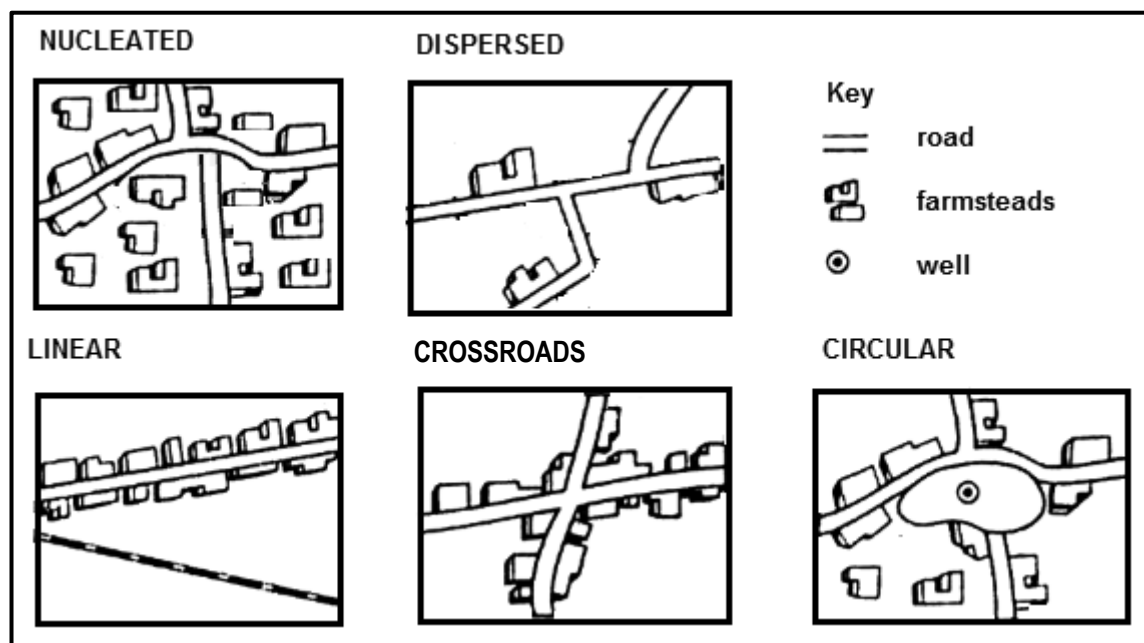 NUCLEATED
DISPERSED
Key
road
farmsteads
well
LINEAR
CROSSROADS
CIRCULAR